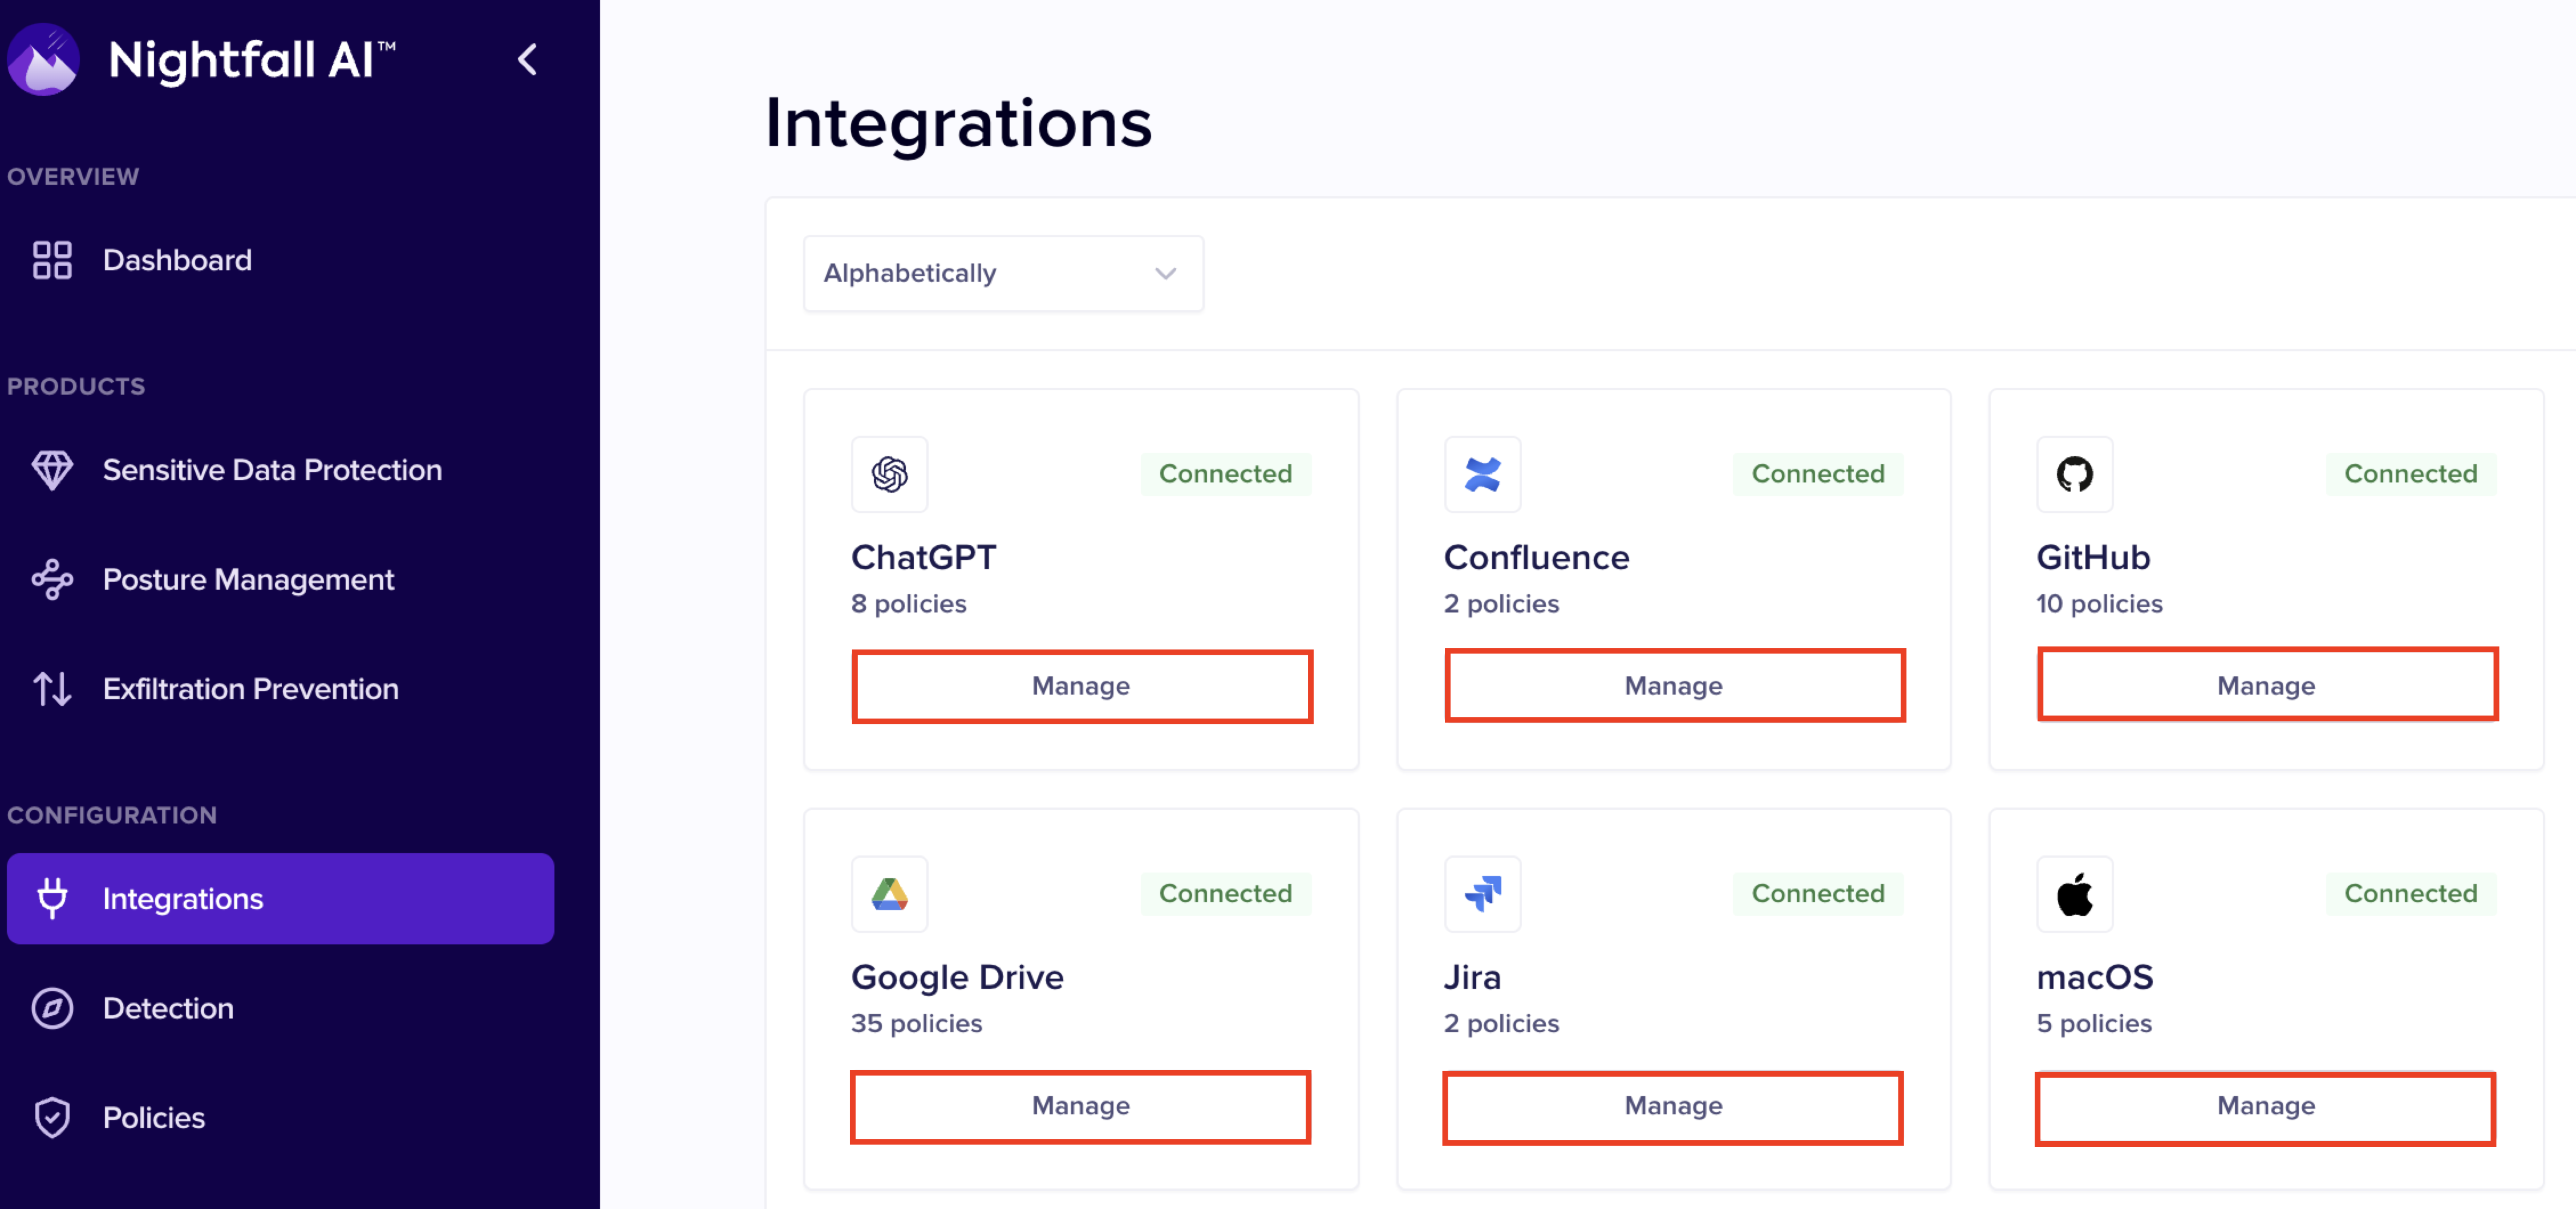 Nightfall AI™
OVERVIEW
Dashboard
PRODUCTS
Sensitive Data Protection
Posture Management
Exfiltration Prevention
CONFIGURATION
Integrations
Detection
Policies
Integrations
Alphabetically
Connected
ChatGPT
8 policies
Manage
Connected
Confluence
2 policies
Manage
Connected
GitHub
10 policies
Manage
Connected
Google Drive
35 policies
Manage
Connected
Jira
2 policies
Manage
Connected
macOS
5 policies
Manage